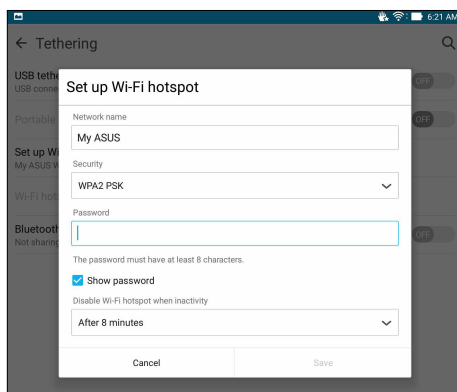 6:21 AM
Tethering
USB tethe
USB conne
OFF
Portable
OFF
Set up Wi-Fi hotspot
Network name
My ASUS
Security
WPA2 PSK
Password
The password must have at least 8 characters.
Show password
Disable Wi-Fi hotspot when inactivity
After 8 minutes
Cancel
Save
Set up Wi
My ASUS W
Wi-Fi hot
Bluetooth
Not sharing
OFF